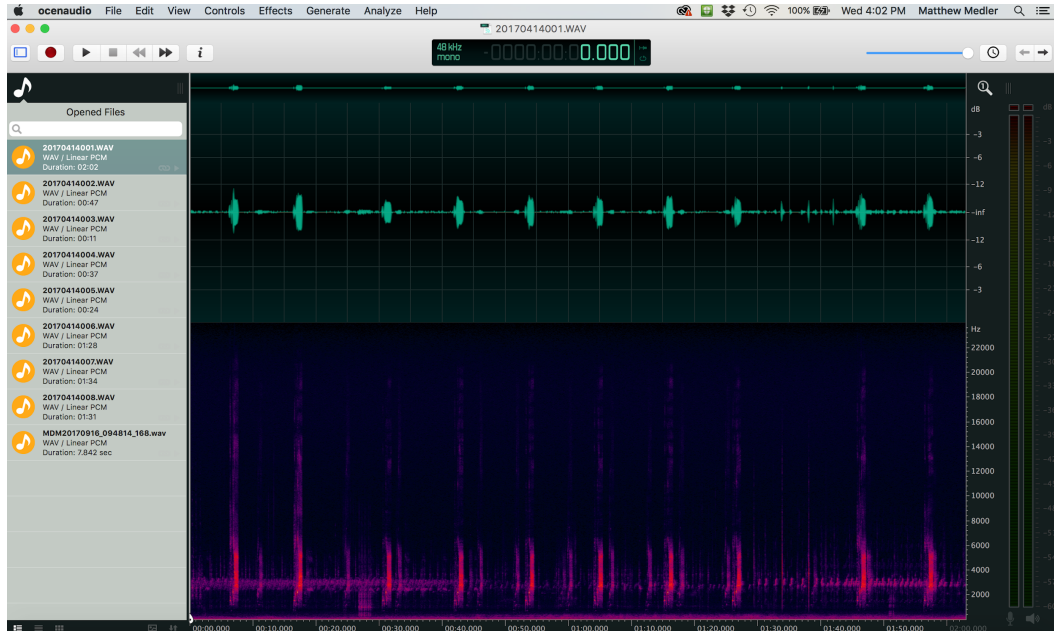 ocenaudio File Edit View Controls Effects Generate Analyze Help 100% Wed 4:02 PM Matthew Medler
20170414001.WAV
48 kHz
mono
-0000:00:00.000
Opened Files
20170414001.WAV
WAV / Linear PCM
Duration: 02:02
20170414002.WAV
WAV / Linear PCM
Duration: 00:47
20170414003.WAV
WAV / Linear PCM
Duration: 00:11
20170414004.WAV
WAV / Linear PCM
Duration: 00:37
20170414005.WAV
WAV / Linear PCM
Duration: 00:24
20170414006.WAV
WAV / Linear PCM
Duration: 01:28
20170414007.WAV
WAV / Linear PCM
Duration: 01:34
20170414008.WAV
WAV / Linear PCM
Duration: 01:31
MDM20170916_094814_168.wav
WAV / Linear PCM
Duration: 7.842 sec
dB
-3
-6
-12
-inf
-12
-6
-3
Hz
22000
20000
18000
16000
14000
12000
10000
8000
6000
4000
2000
00:00.000 00:10.000 00:20.000 00:30.000 00:40.000 00:50.000 01:00.000 01:10.000 01:20.000 01:30.000 01:40.000 01:50.000 02:00.000
dB